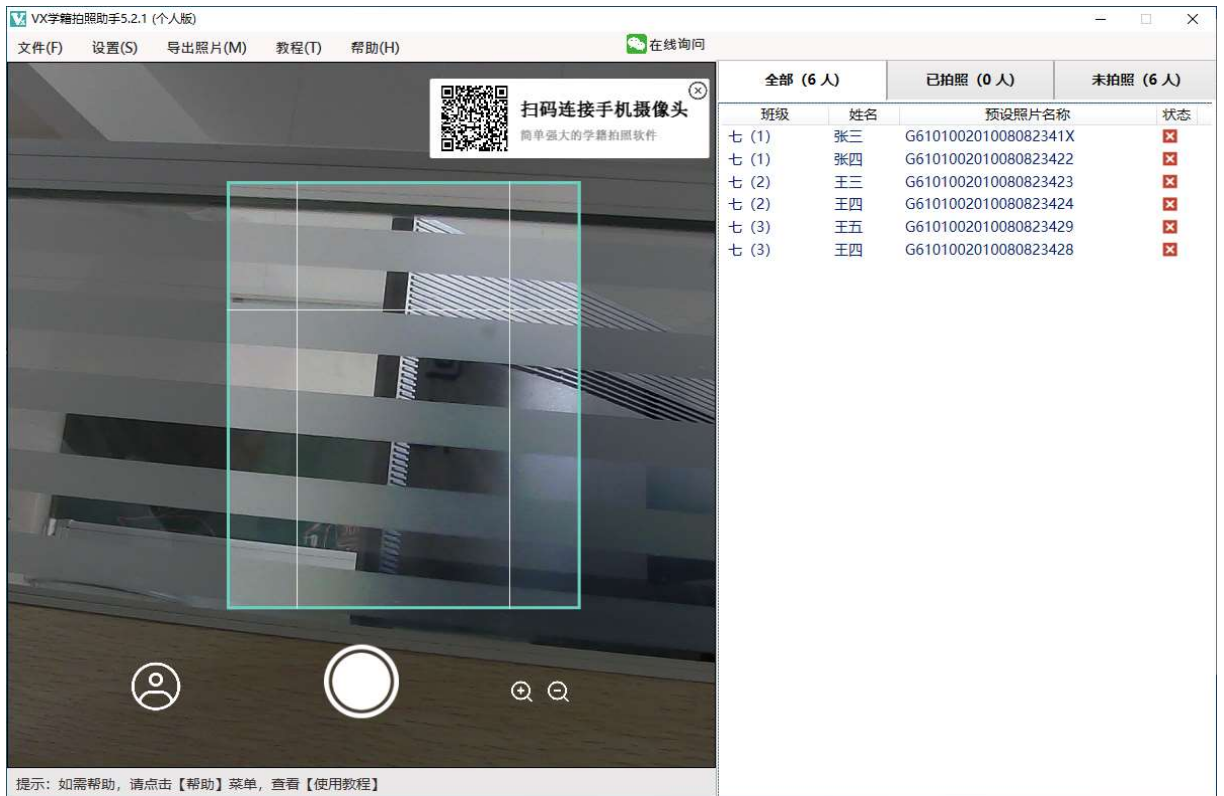 VX学籍拍照助手5.2.1 (个人版)
文件(F) 设置(S) 导出照片(M) 教程(T) 帮助(H) 在线询问
扫码连接手机摄像头
简单强大的学籍拍照软件
全部（6 人） 已拍照（0 人） 未拍照（6 人）
班级 姓名 预设照片名称 状态
七（1） 张三 G610100201008082341X
七（1） 张四 G6101002010080823422
七（2） 王三 G6101002010080823423
七（2） 王四 G6101002010080823424
七（3） 王五 G6101002010080823429
七（3） 王四 G6101002010080823428
提示：如需帮助，请点击【帮助】菜单，查看【使用教程】